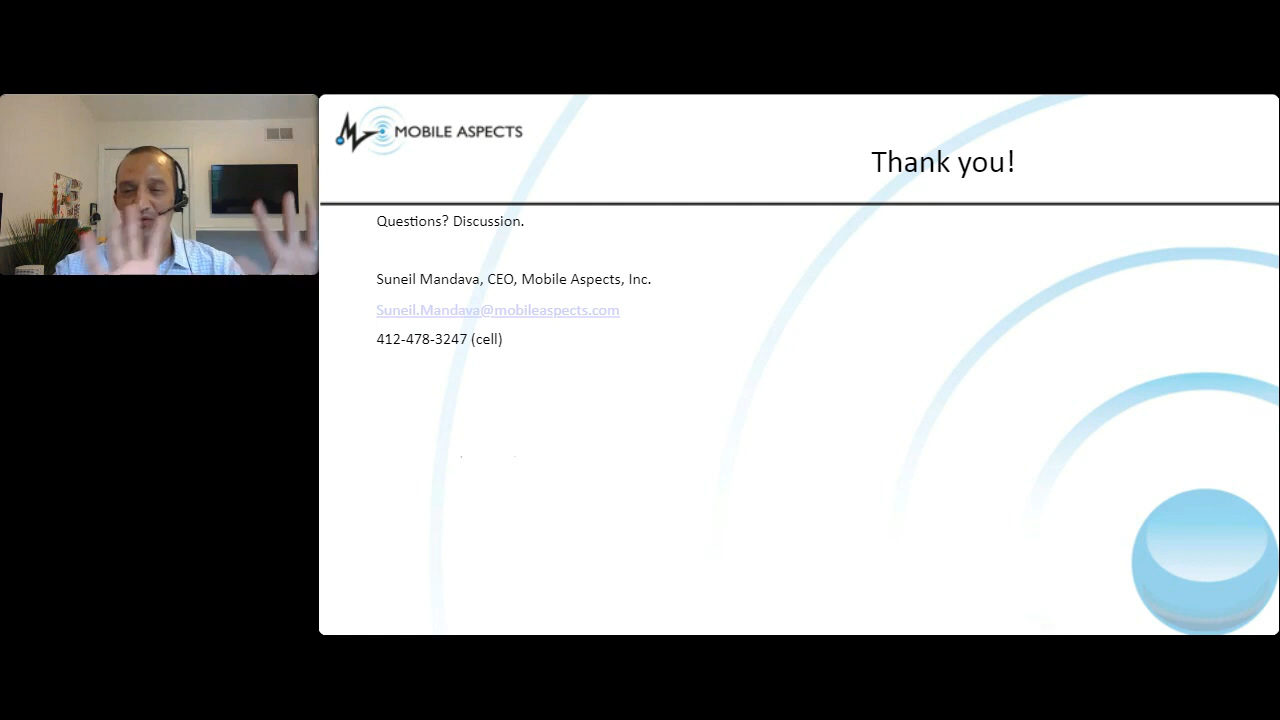 MOBILE ASPECTS
Thank you!
Questions? Discussion.
Suneil Mandava, CEO, Mobile Aspects, Inc.
Suneil.Mandava@mobileaspects.com
412-478-3247 (cell)